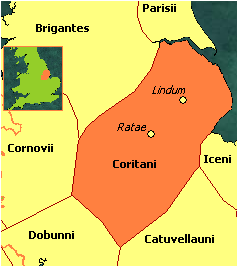 Parisii
Brigantes
Lindum
Ratae
Cornovii
Iceni
Coritani
Dobunni
Catuvellauni